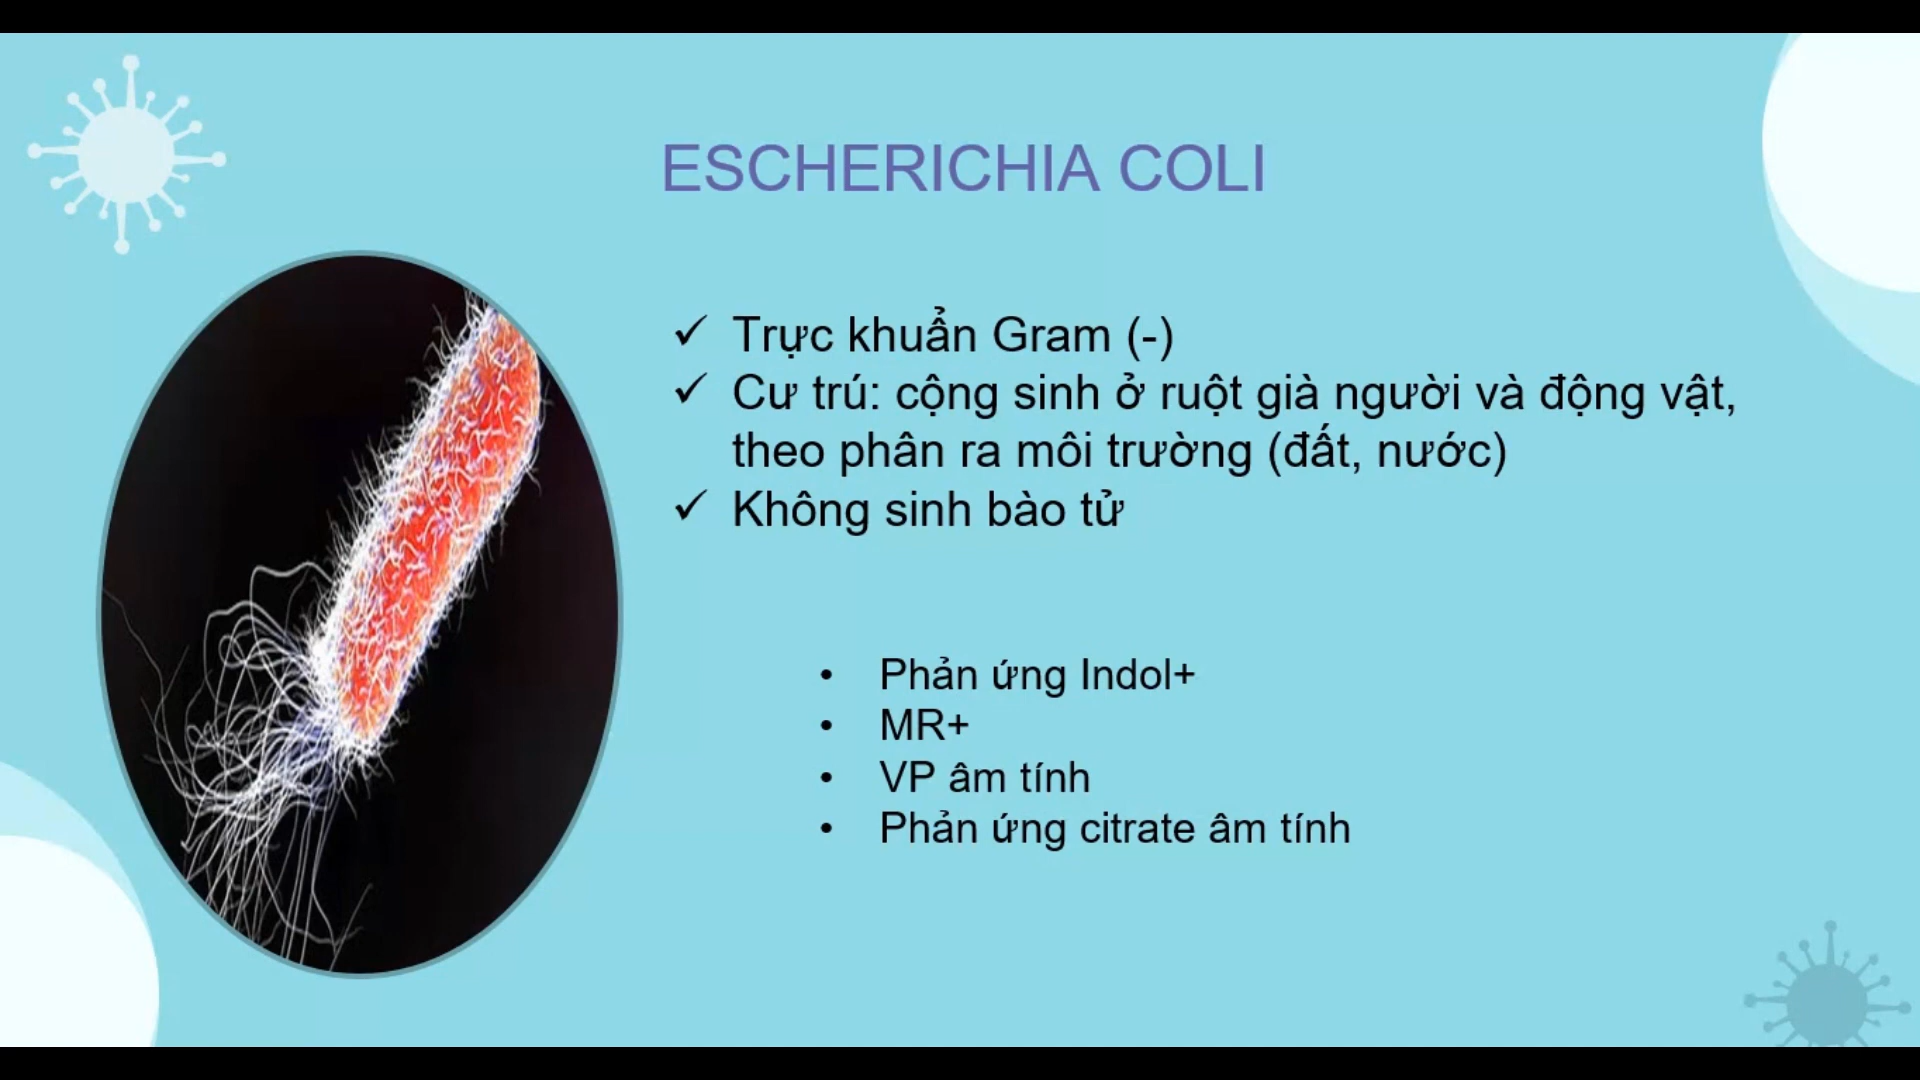 ESCHERICHIA COLI
✓ Trực khuẩn Gram (-)
✓ Cư trú: cộng sinh ở ruột già người và động vật,
theo phân ra môi trường (đất, nước)
✓ Không sinh bào tử
• Phản ứng Indol+
• MR+
• VP âm tính
• Phản ứng citrate âm tính